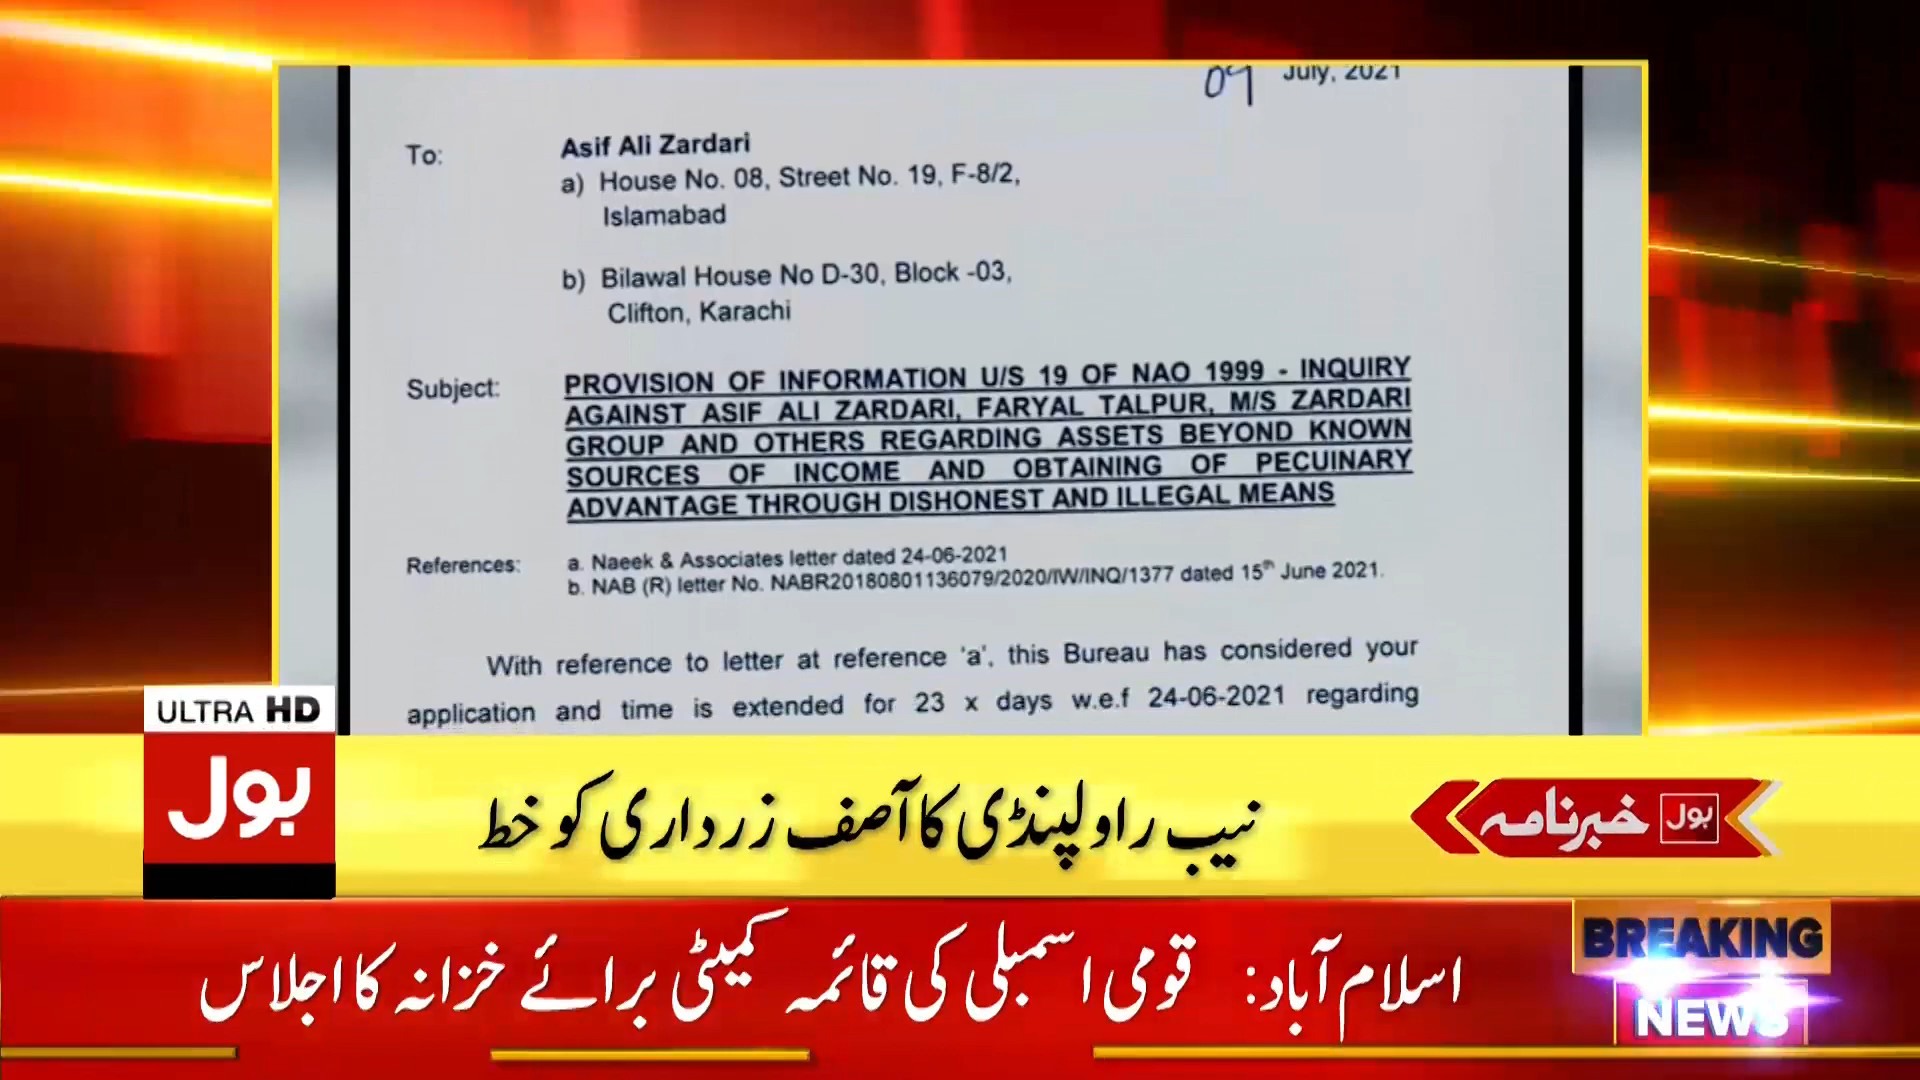 09 July, 2021
To: Asif Ali Zardari
a) House No. 08, Street No. 19, F-8/2,
Islamabad
b) Bilawal House No D-30, Block -03,
Clifton, Karachi
Subject: PROVISION OF INFORMATION U/S 19 OF NAO 1999 - INQUIRY
AGAINST ASIF ALI ZARDARI, FARYAL TALPUR, M/S ZARDARI
GROUP AND OTHERS REGARDING ASSETS BEYOND KNOWN
SOURCES OF INCOME AND OBTAINING OF PECUINARY
ADVANTAGE THROUGH DISHONEST AND ILLEGAL MEANS
References: a. Naeek & Associates letter dated 24-06-2021
b. NAB (R) letter No. NABR20180801136079/2020/IW/INQ/1377 dated 15th June 2021.
With reference to letter at reference 'a', this Bureau has considered your
application and time is extended for 23 x days w.e.f 24-06-2021 regarding
ULTRA HD
بول
نیب راولپنڈی کا آصف زرداری کو خط
بول خبرنامہ
اسلام آباد: قومی اسمبلی کی قائمہ کمیٹی برائے خزانہ کا اجلاس
BREAKING
NEWS